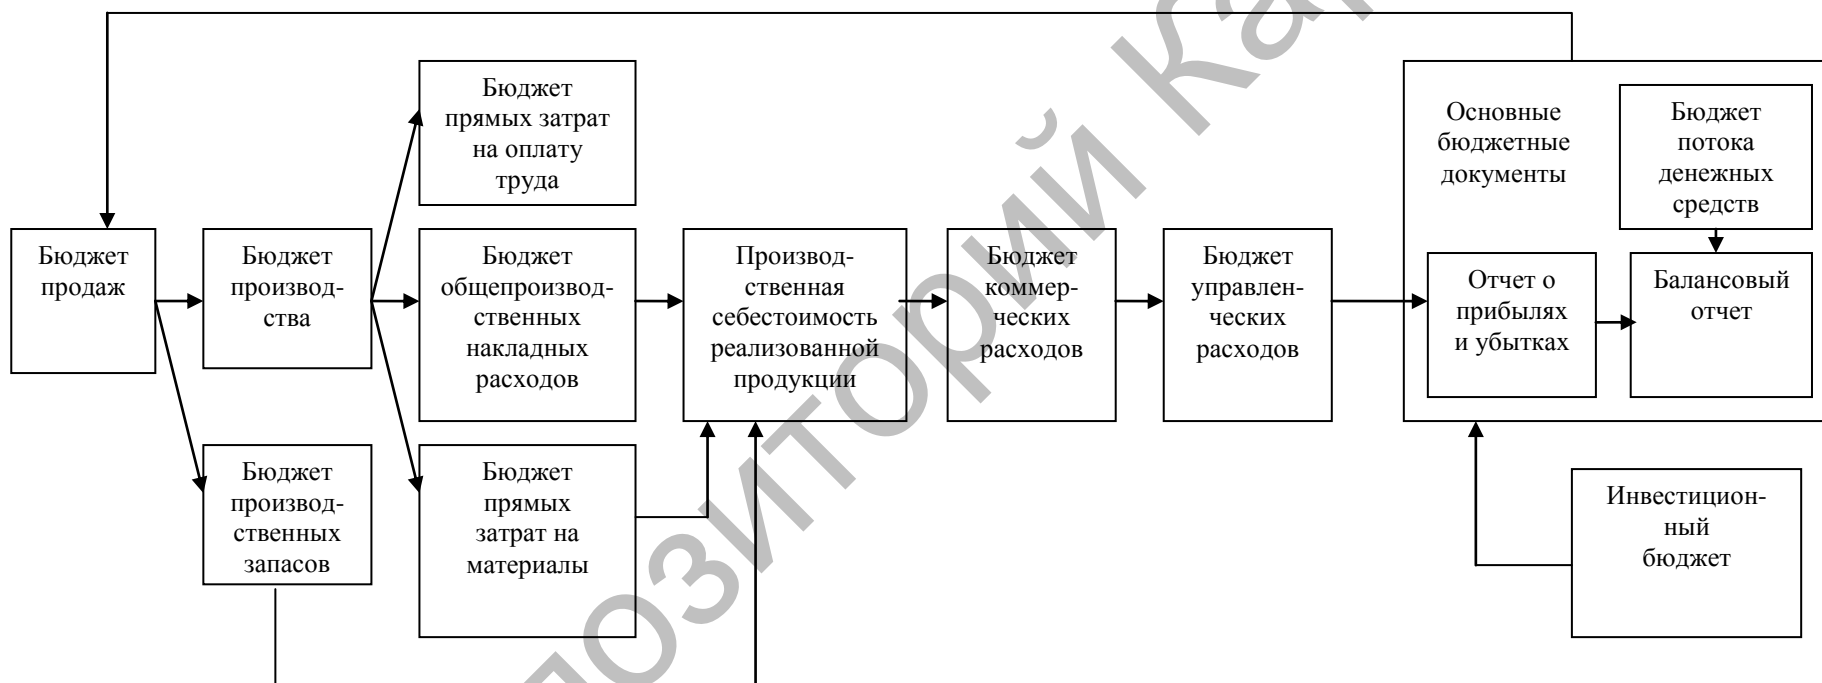 Бюджет
прямых затрат
на оплату
труда
Основные
бюджетные
документы
Бюджет
потока
денежных
средств
Бюджет
продаж
Бюджет
производ-
ства
Бюджет
общепроизвод-
ственных
накладных
расходов
Производ-
ственная
себестоимость
реализованной
продукции
Бюджет
коммер-
ческих
расходов
Бюджет
управлен-
ческих
расходов
Отчет о
прибылях
и убытках
Балансовый
отчет
Бюджет
производ-
ственных
запасов
Бюджет
прямых
затрат на
материалы
Инвестицион-
ный
бюджет